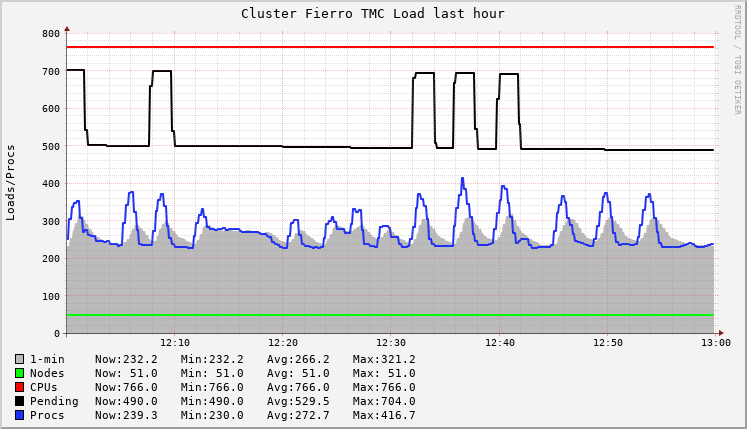 Cluster Fierro TMC Load last hour
RRDTOOL / TOBI OETIKER
Loads/Procs
800
700
600
500
400
300
200
100
0
12:10 12:20 12:30 12:40 12:50 13:00
1-min Now:232.2 Min:232.2 Avg:266.2 Max:321.2
Nodes Now: 51.0 Min: 51.0 Avg: 51.0 Max: 51.0
CPUs Now:766.0 Min:766.0 Avg:766.0 Max:766.0
Pending Now:490.0 Min:490.0 Avg:529.5 Max:704.0
Procs Now:239.3 Min:230.0 Avg:272.7 Max:416.7